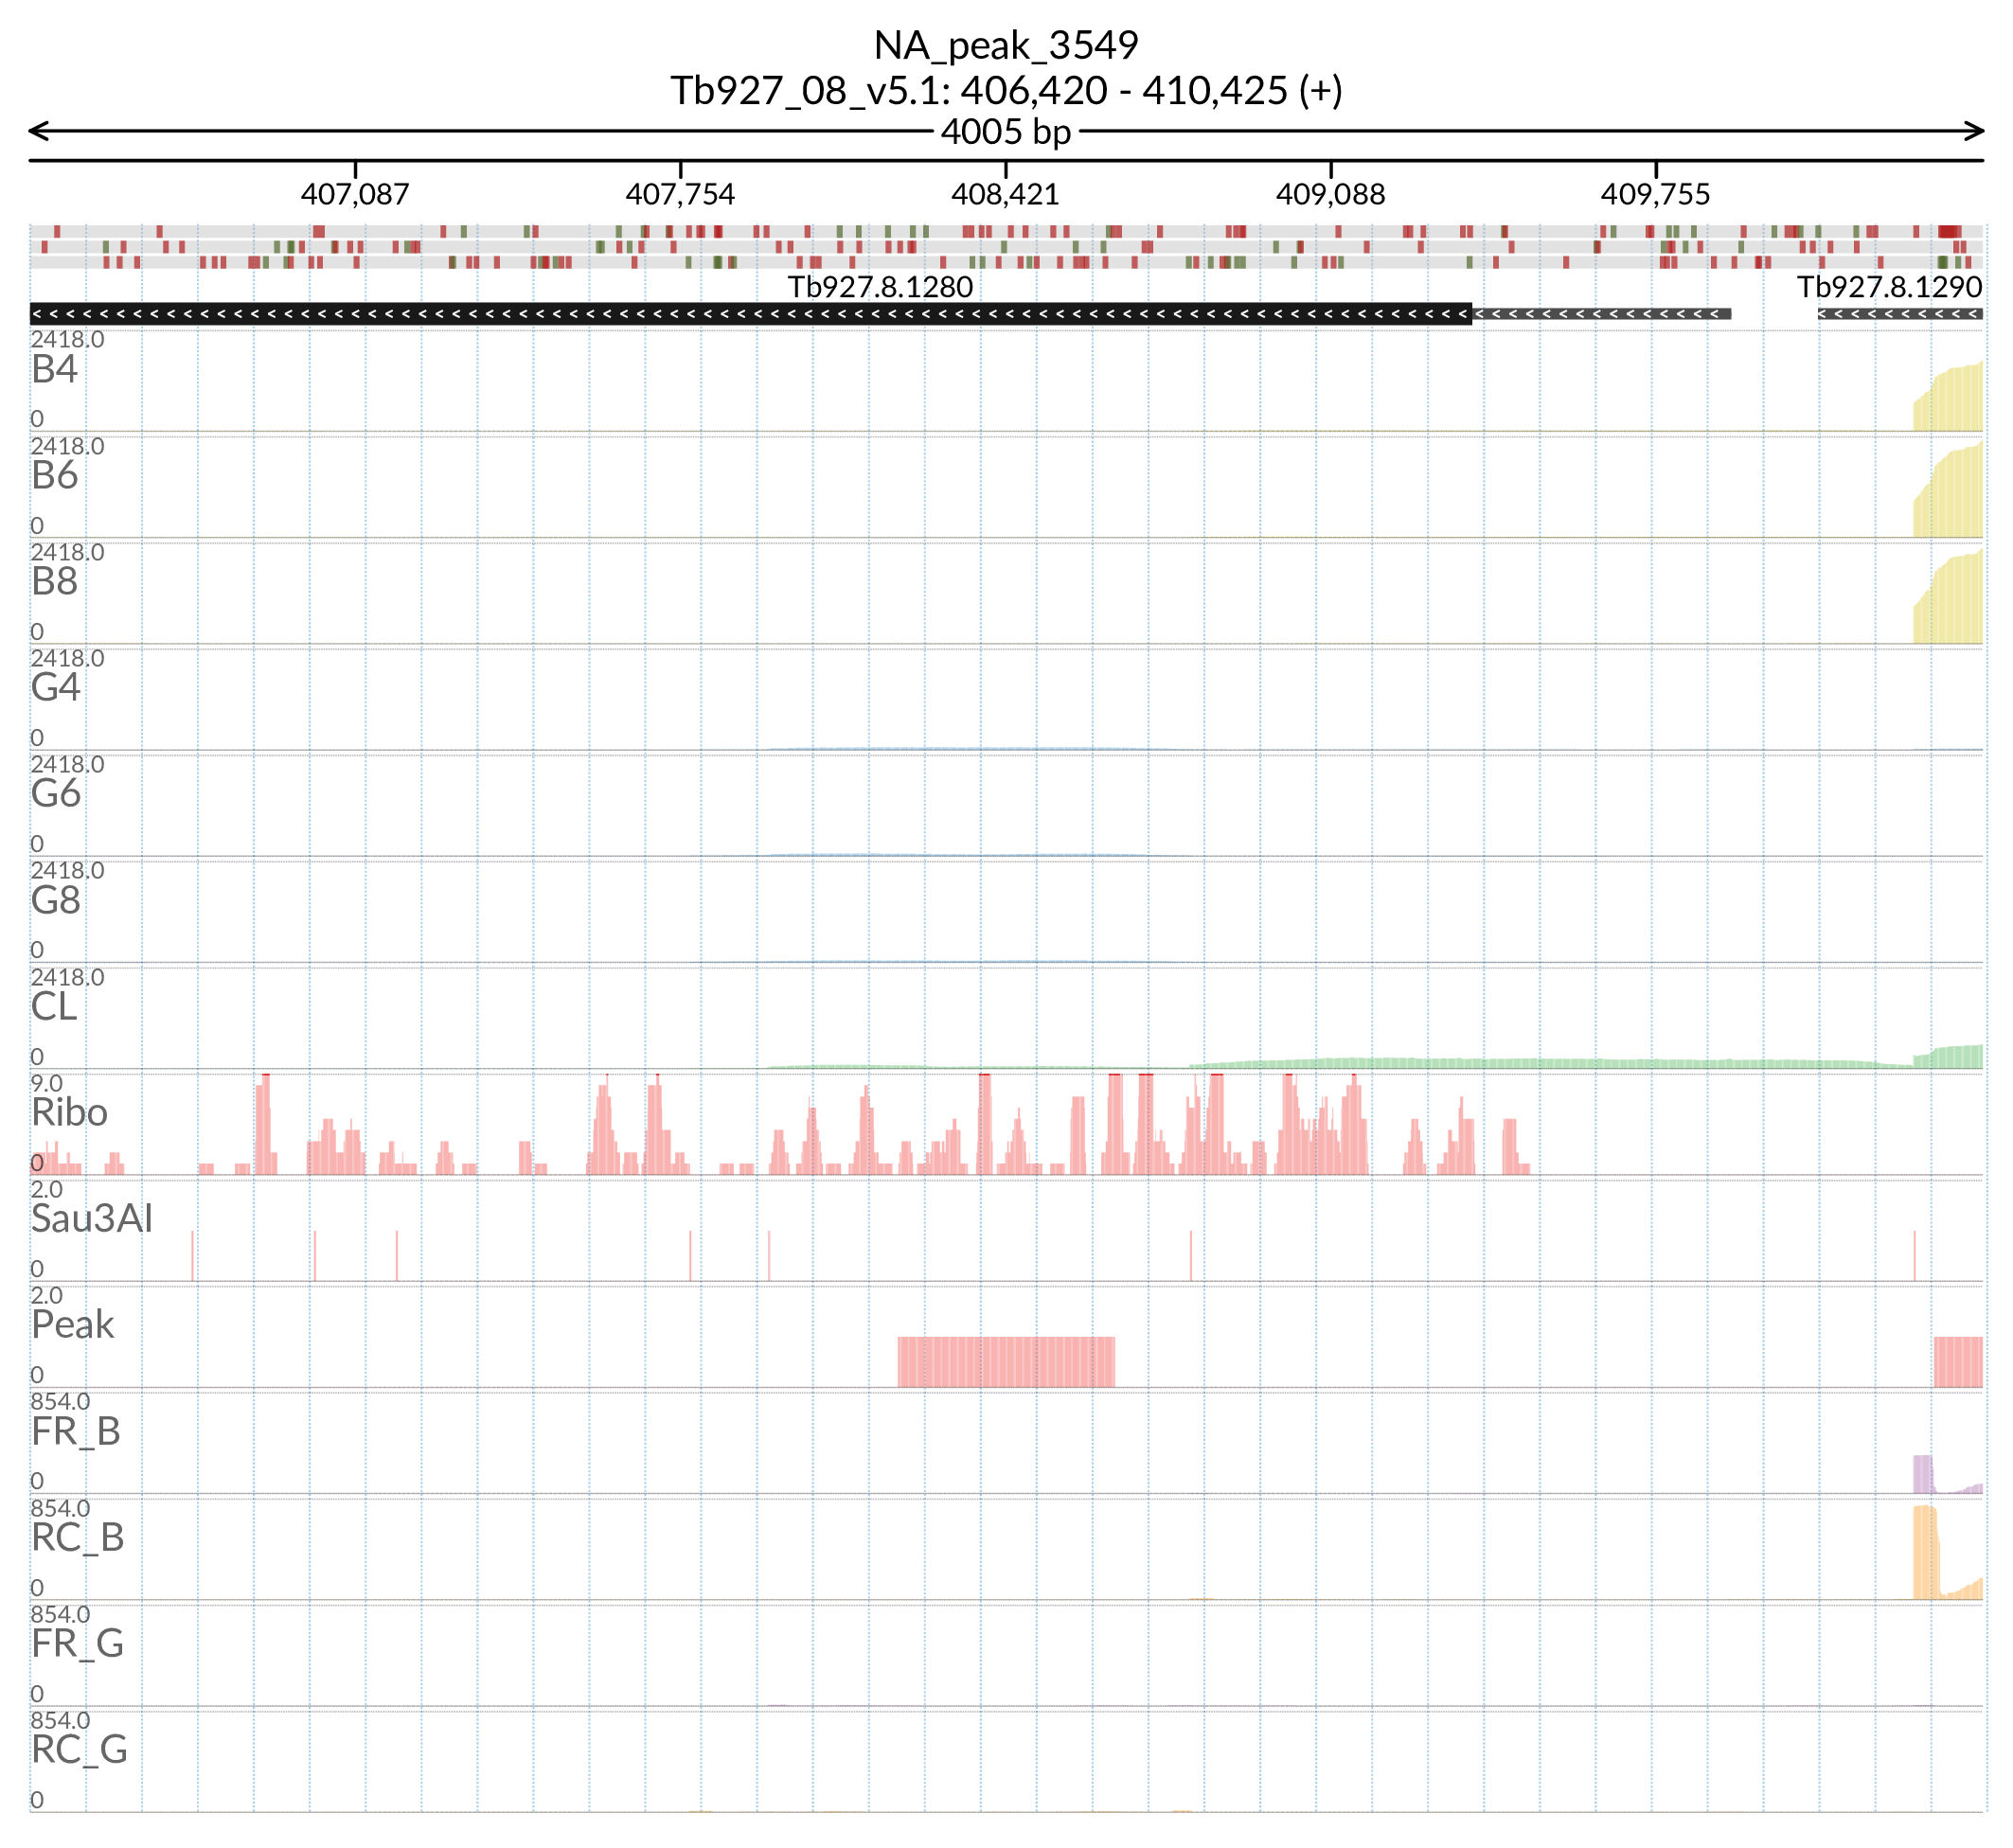 NA_peak_3549
Tb927_08_v5.1: 406,420 - 410,425 (+)
4005 bp
407,087 407,754 408,421 409,088 409,755
Tb927.8.1280 Tb927.8.1290
2418.0
B4
0
2418.0
B6
0
2418.0
B8
0
2418.0
G4
0
2418.0
G6
0
2418.0
G8
0
2418.0
CL
0
9.0
Ribo
0
2.0
Sau3AI
0
2.0
Peak
0
854.0
FR_B
0
854.0
RC_B
0
854.0
FR_G
0
854.0
RC_G
0